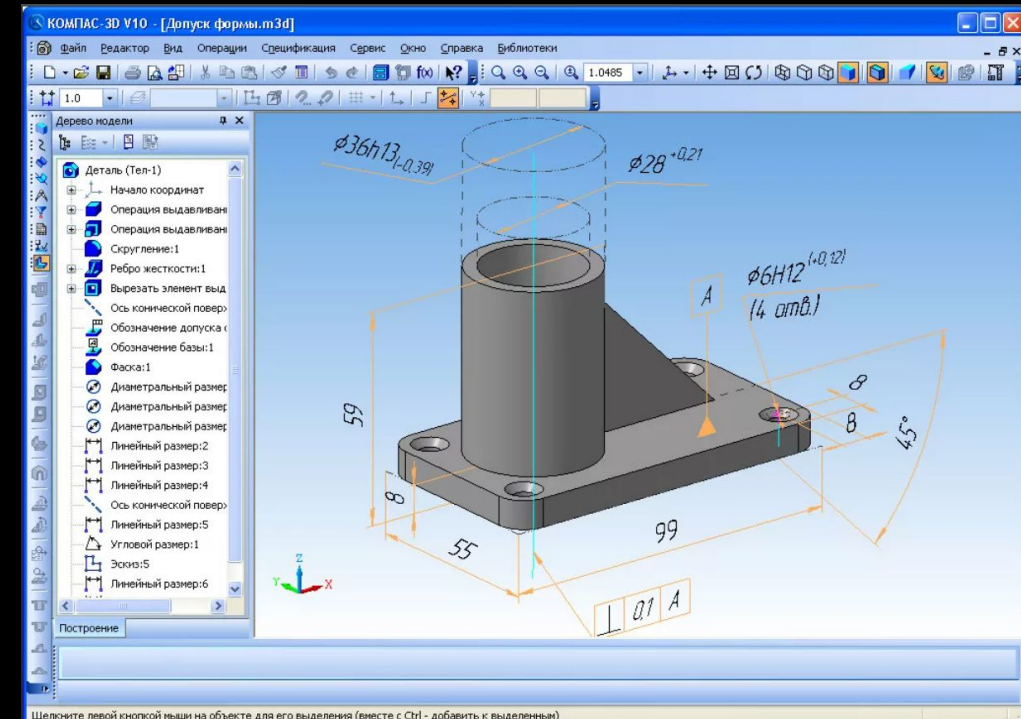 КОМПАС-3D V10 - [Допуск формы.m3d]
Файл Редактор Вид Операции Спецификация Сервис Окно Справка Библиотеки
1.0485
1.0
Дерево модели
Деталь (Тел-1)
Начало координат
Операция выдавливани
Операция выдавливани
Скругление:1
Ребро жесткости:1
Вырезать элемент выд
Ось конической поверх
Обозначение допуска
Обозначение базы:1
Фаска:1
Диаметральный размер
Диаметральный размер
Диаметральный размер
Линейный размер:2
Линейный размер:3
Линейный размер:4
Ось конической поверх
Линейный размер:5
Угловой размер:1
Эскиз:5
Линейный размер:6
Построение
ϕ36h13(-0,39)
ϕ28 +0,21
ϕ6H12 (+0,12)
(4 отв.)
A
59
8
55
99
8
8
45°
⊥ 0,1 A
Z
Y
X
Щелкните левой кнопкой мыши на объекте для его выделения (вместе с Ctrl - добавить к выделенным)